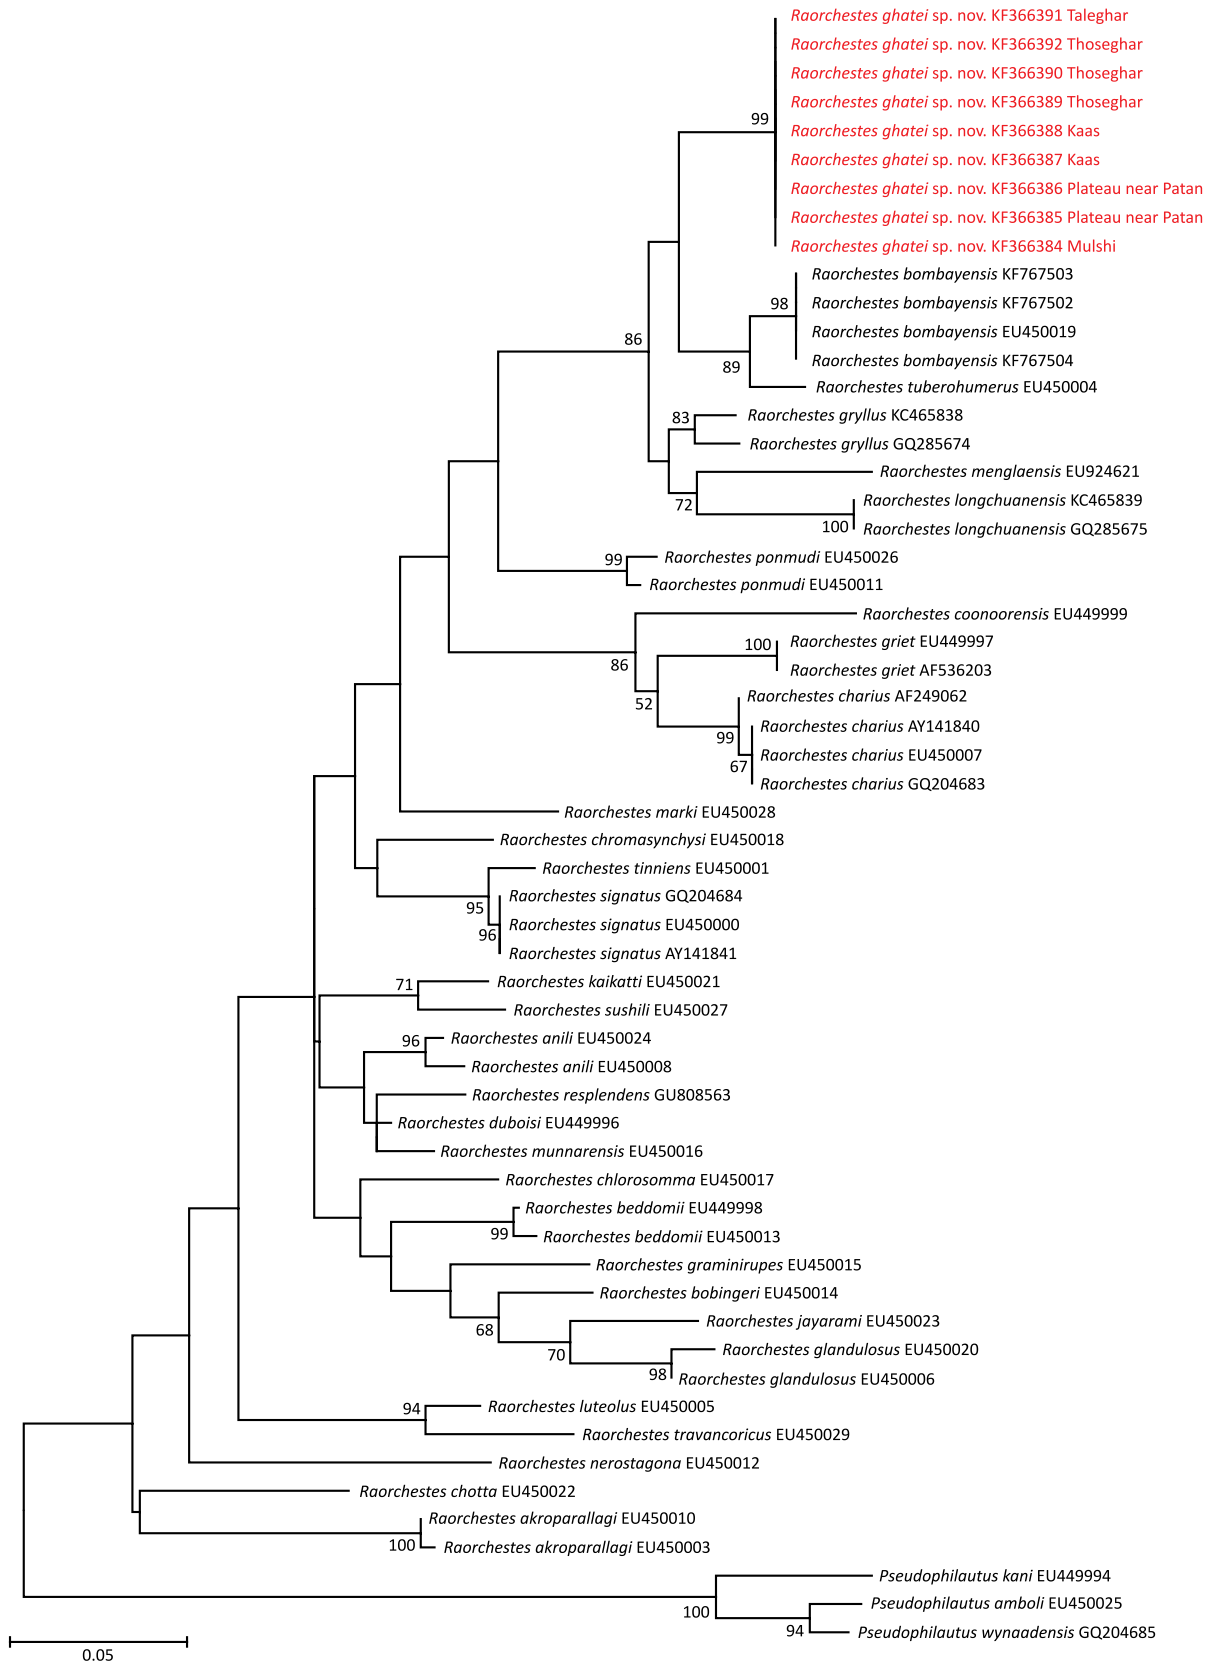 Raorchestes ghatei sp. nov. KF366391 Taleghar
Raorchestes ghatei sp. nov. KF366392 Thoseghar
Raorchestes ghatei sp. nov. KF366390 Thoseghar
Raorchestes ghatei sp. nov. KF366389 Thoseghar
99
Raorchestes ghatei sp. nov. KF366388 Kaas
Raorchestes ghatei sp. nov. KF366387 Kaas
Raorchestes ghatei sp. nov. KF366386 Plateau near Patan
Raorchestes ghatei sp. nov. KF366385 Plateau near Patan
Raorchestes ghatei sp. nov. KF366384 Mulshi
Raorchestes bombayensis KF767503
98
Raorchestes bombayensis KF767502
Raorchestes bombayensis EU450019
86
Raorchestes bombayensis KF767504
89
Raorchestes tuberohumerus EU450004
83
Raorchestes gryllus KC465838
Raorchestes gryllus GQ285674
Raorchestes menglaensis EU924621
72
Raorchestes longchuanensis KC465839
100
Raorchestes longchuanensis GQ285675
99
Raorchestes ponmudi EU450026
Raorchestes ponmudi EU450011
Raorchestes coonoorensis EU449999
100
Raorchestes griet EU449997
86
Raorchestes griet AF536203
52
Raorchestes charius AF249062
Raorchestes charius AY141840
99
Raorchestes charius EU450007
67
Raorchestes charius GQ204683
Raorchestes marki EU450028
Raorchestes chromasynchysi EU450018
Raorchestes tinniens EU450001
Raorchestes signatus GQ204684
95
Raorchestes signatus EU450000
96
Raorchestes signatus AY141841
71
Raorchestes kaikatti EU450021
Raorchestes sushili EU450027
96
Raorchestes anili EU450024
Raorchestes anili EU450008
Raorchestes resplendens GU808563
Raorchestes duboisi EU449996
Raorchestes munnarensis EU450016
Raorchestes chlorosomma EU450017
Raorchestes beddomii EU449998
99
Raorchestes beddomii EU450013
Raorchestes graminirupes EU450015
Raorchestes bobingeri EU450014
68
Raorchestes jayarami EU450023
70
Raorchestes glandulosus EU450020
98
Raorchestes glandulosus EU450006
94
Raorchestes luteolus EU450005
Raorchestes travancoricus EU450029
Raorchestes nerostagona EU450012
Raorchestes chotta EU450022
Raorchestes akroparallagi EU450010
100
Raorchestes akroparallagi EU450003
Pseudophilautus kani EU449994
100
Pseudophilautus amboli EU450025
94
Pseudophilautus wynaadensis GQ204685
0.05